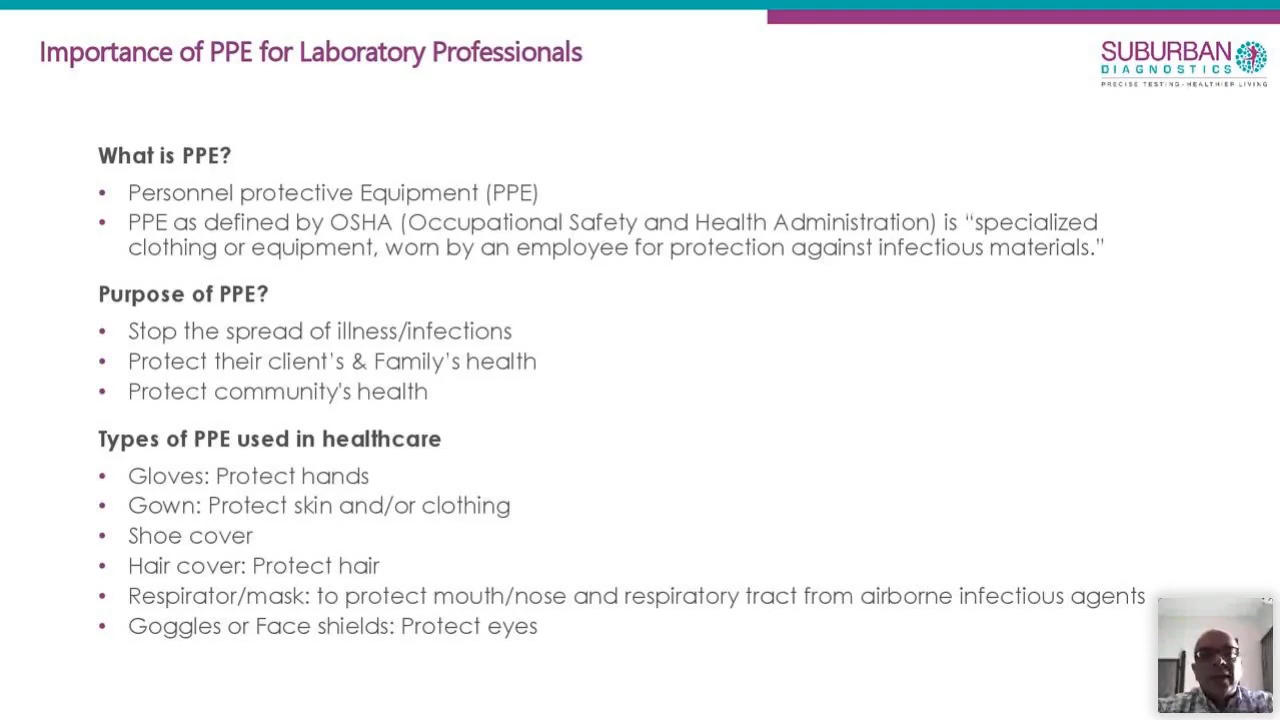 Importance of PPE for Laboratory Professionals
SUBURBAN
DIAGNOSTICS
PRECISE TESTING-HEALTHIER LIVING
What is PPE?
• Personnel protective Equipment (PPE)
• PPE as defined by OSHA (Occupational Safety and Health Administration) is “specialized
clothing or equipment, worn by an employee for protection against infectious materials.”
Purpose of PPE?
• Stop the spread of illness/infections
• Protect their client’s & Family’s health
• Protect community's health
Types of PPE used in healthcare
• Gloves: Protect hands
• Gown: Protect skin and/or clothing
• Shoe cover
• Hair cover: Protect hair
• Respirator/mask: to protect mouth/nose and respiratory tract from airborne infectious agents
• Goggles or Face shields: Protect eyes